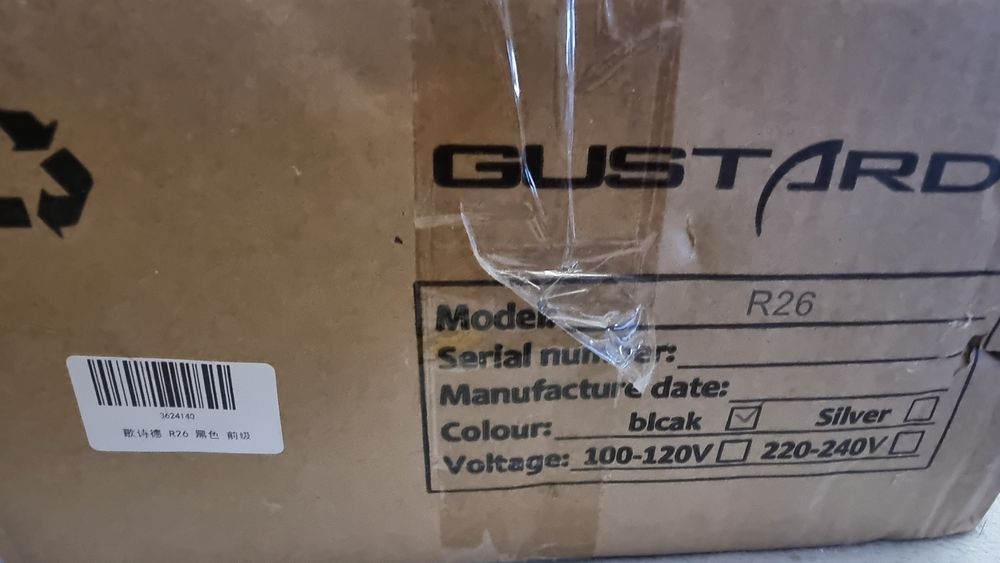 GUSTARD
Model: R26
Serial number:
Manufacture date:
Colour: blcak Silver
Voltage: 100-120V 220-240V
3624140
歌诗德 R26 黑色 前级